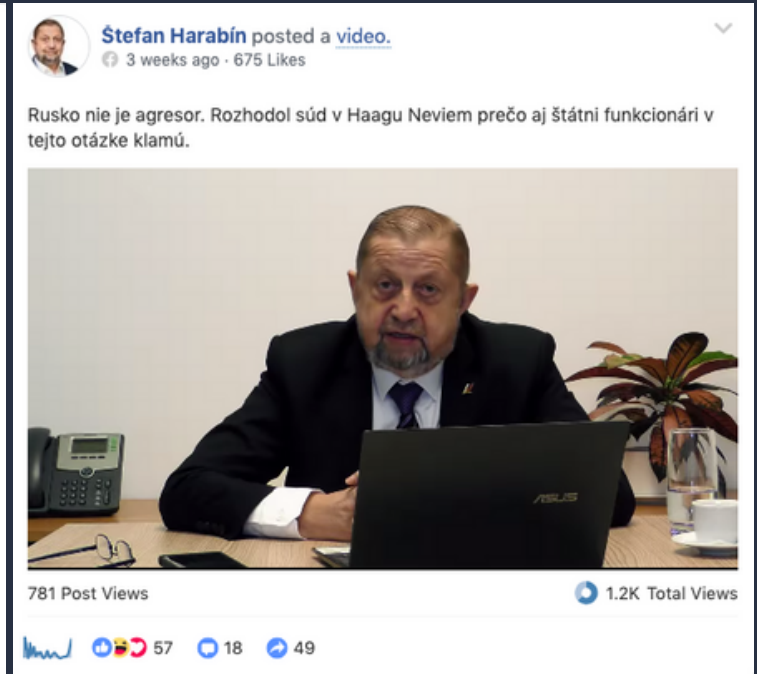 Štefan Harabín posted a video.
3 weeks ago · 675 Likes
Rusko nie je agresor. Rozhodol súd v Haagu Neviem prečo aj štátni funkcionári v
tejto otázke klamú.
ASUS
781 Post Views
1.2K Total Views
57 18 49